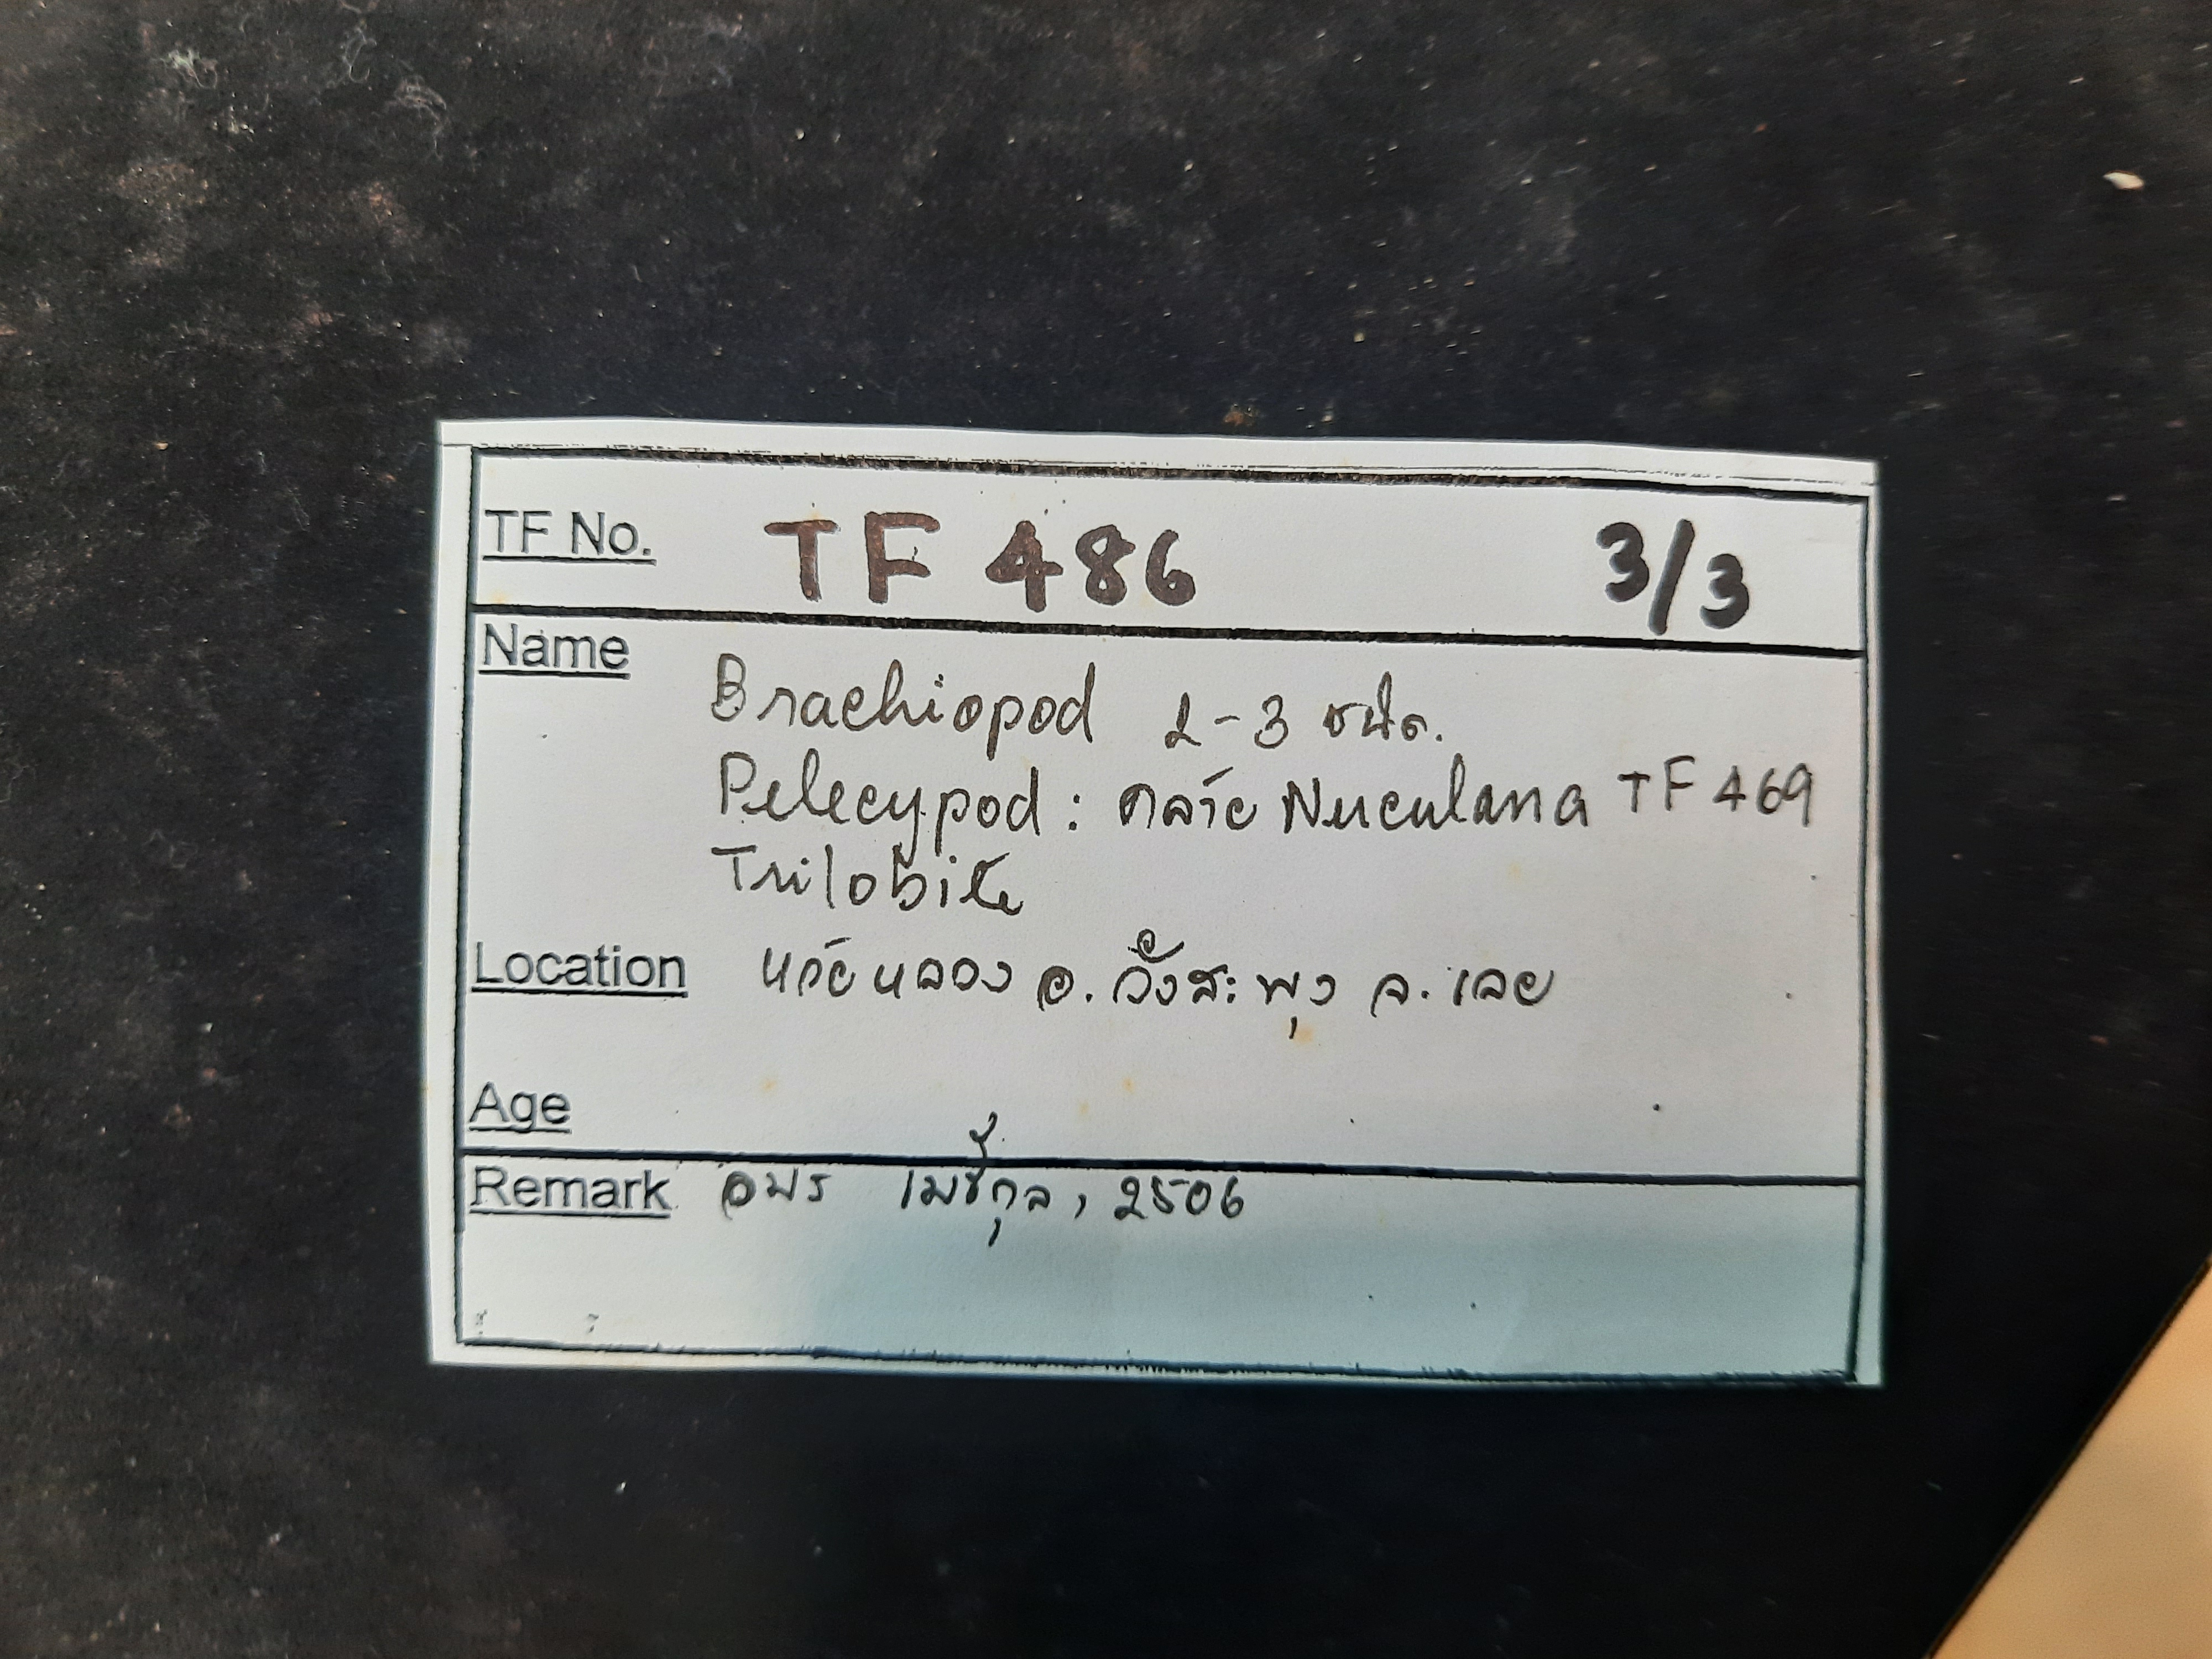 TF No. TF 486 3/3
Name
Brachiopod 2-3 ชนิด.
Pelecypod : คล้าย Nuculana TF 469
Trilobite
Location ห้วยหลวง อ. วังสะพุง จ. เลย
Age
Remark อมร เมธีกุล, 2506